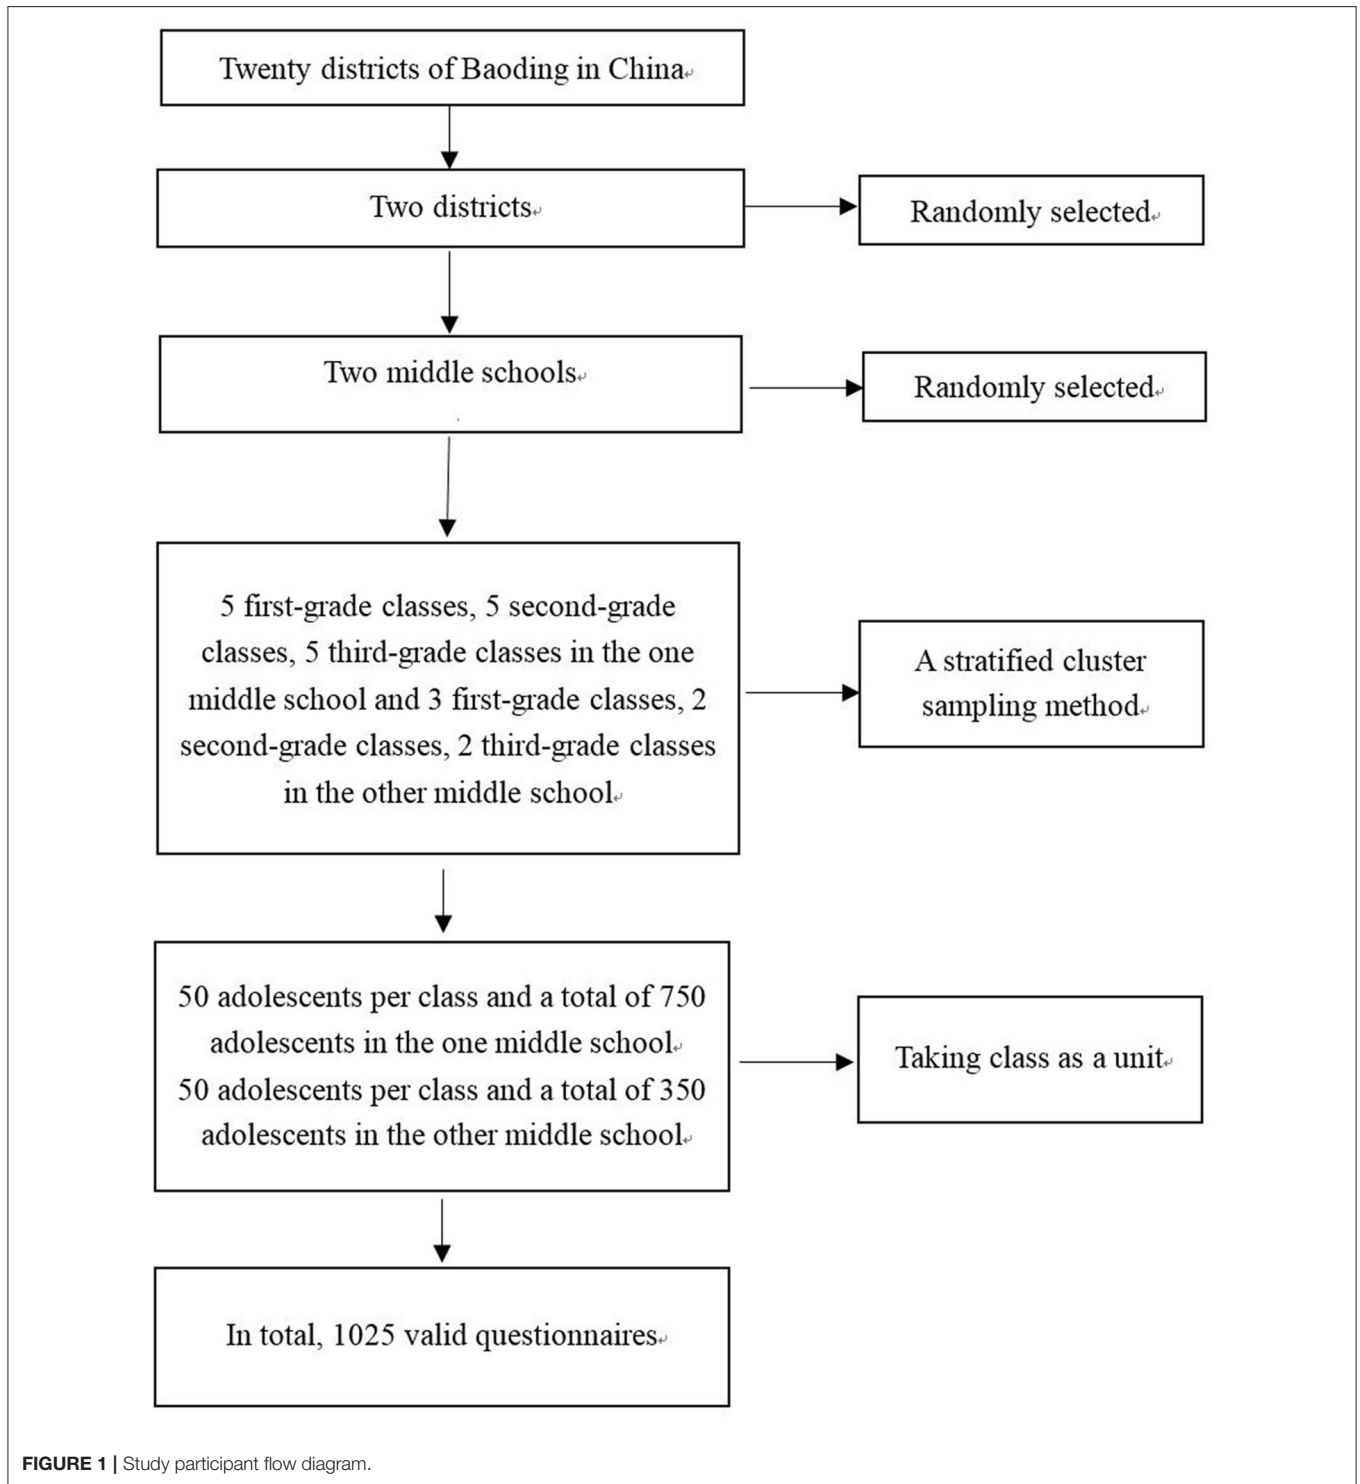 Twenty districts of Baoding in China
Two districts
Randomly selected
Two middle schools
Randomly selected
5 first-grade classes, 5 second-grade
classes, 5 third-grade classes in the one
middle school and 3 first-grade classes, 2
second-grade classes, 2 third-grade classes
in the other middle school
A stratified cluster
sampling method
50 adolescents per class and a total of 750
adolescents in the one middle school
50 adolescents per class and a total of 350
adolescents in the other middle school
Taking class as a unit
In total, 1025 valid questionnaires
FIGURE 1 | Study participant flow diagram.